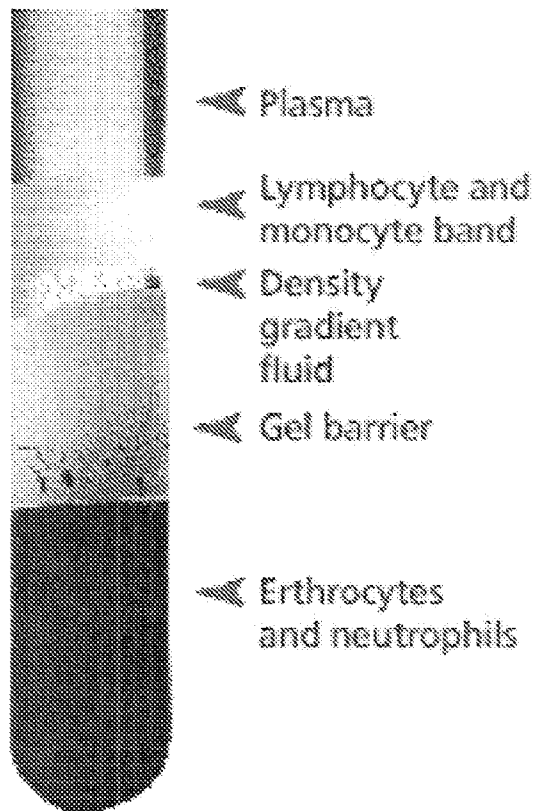 Plasma
Lymphocyte and
monocyte band
Density
gradient
fluid
Gel barrier
Erthrocytes
and neutrophils